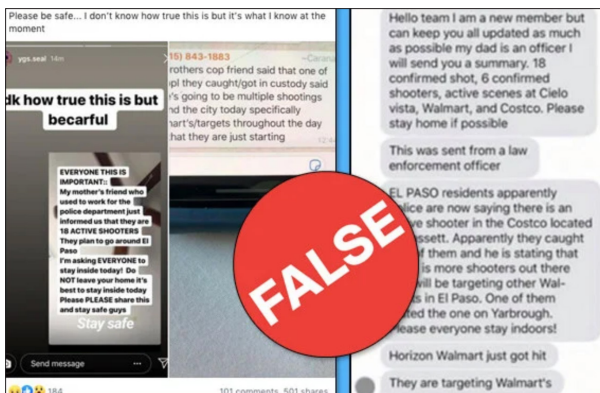 Please be safe... I don't know how true this is but it's what I know at the
moment
ygs.seal 14m
dk how true this is but
becarful
EVERYONE THIS IS
IMPORTANT::
My mother's friend who
used to work for the
police department just
informed us that they are
18 ACTIVE SHOOTERS
They plan to go around El
Paso
I'm asking EVERYONE to
stay inside today! Do
NOT leave your home it's
best to stay inside today
Please PLEASE share this
and stay safe guys
Stay safe
Send message
184
15) 843-1883
rothers cop friend said that one of
pl they caught/got in custody said
's going to be multiple shootings
nd the city today specifically
mart's/targets throughout the day
that they are just starting
101 comments 501 shares
FALSE
Hello team I am a new member but
can keep you all updated as much
as possible my dad is an officer I
will send you a summary. 18
confirmed shot, 6 confirmed
shooters, active scenes at Cielo
vista, Walmart, and Costco. Please
stay home if possible
This was sent from a law
enforcement officer
EL PASO residents apparently
lice are now saying there is an
ve shooter in the Costco located
ssett. Apparently they caught
f them and he is stating that
is more shooters out there
will be targeting other Wal-
s in El Paso. One of them
ted the one on Yarbrough.
lease everyone stay indoors!
Horizon Walmart just got hit
They are targeting Walmart's